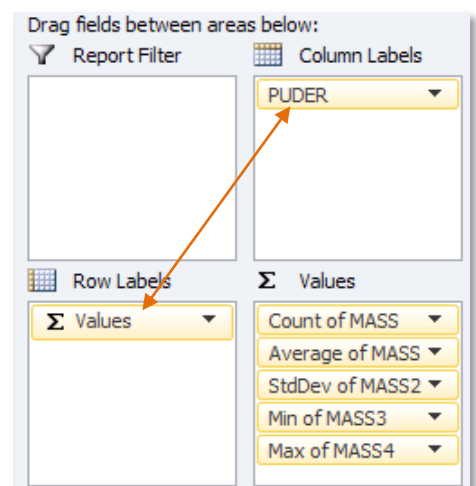 Drag fields between areas below:
Report Filter
Column Labels
PUDER
Row Labels
Σ Values
Σ Values
Count of MASS
Average of MASS
StdDev of MASS2
Min of MASS3
Max of MASS4